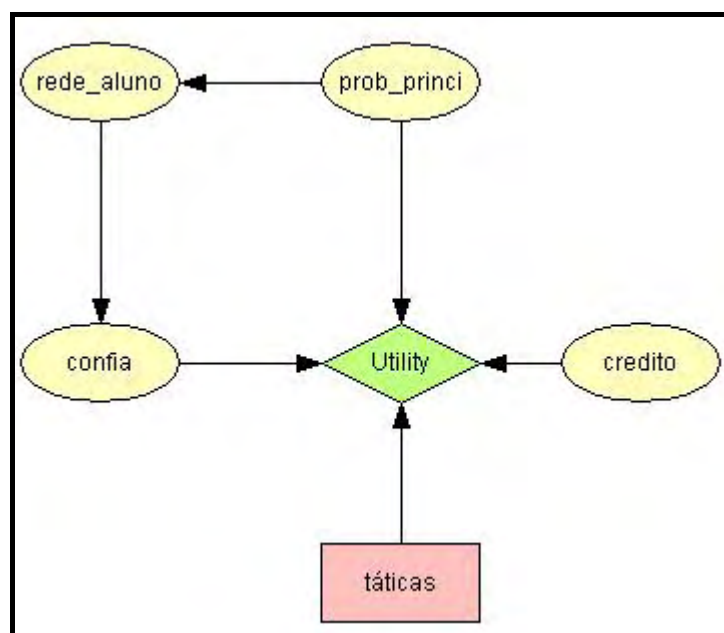 rede_aluno
prob_princi
confia
Utility
credito
táticas